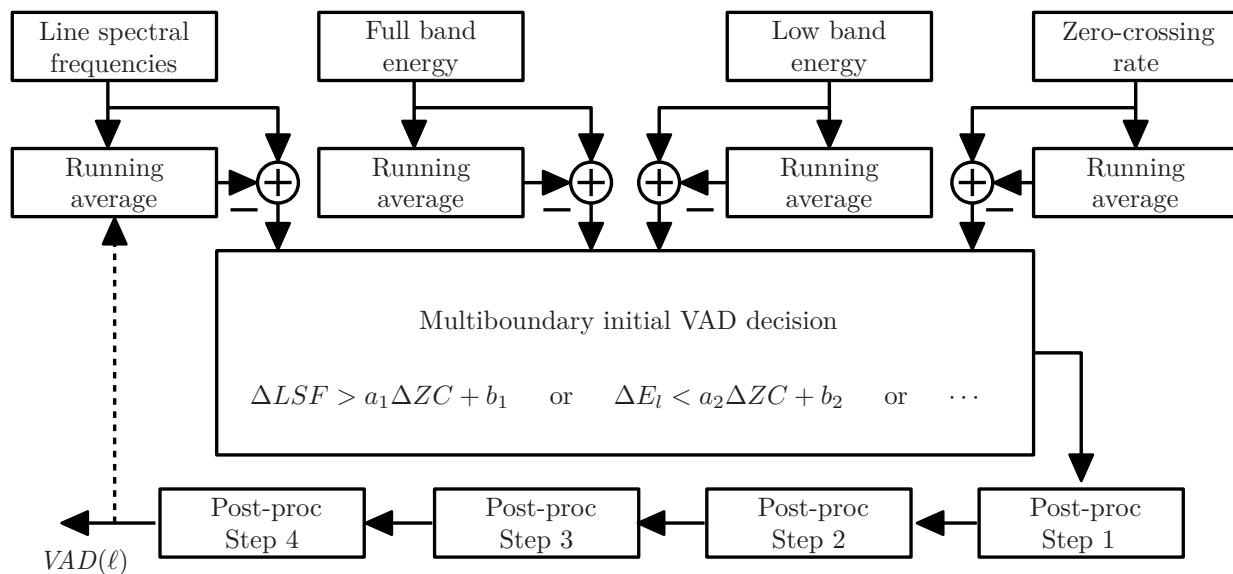 Line spectral
frequencies
Full band
energy
Low band
energy
Zero-crossing
rate
Running
average
Running
average
Running
average
Running
average
+
+
+
+
−
−
−
−
Multiboundary initial VAD decision
ΔLSF > a₁ΔZC + b₁ or ΔEₗ < a₂ΔZC + b₂ or ⋯
Post-proc
Step 4
Post-proc
Step 3
Post-proc
Step 2
Post-proc
Step 1
VAD(ℓ)